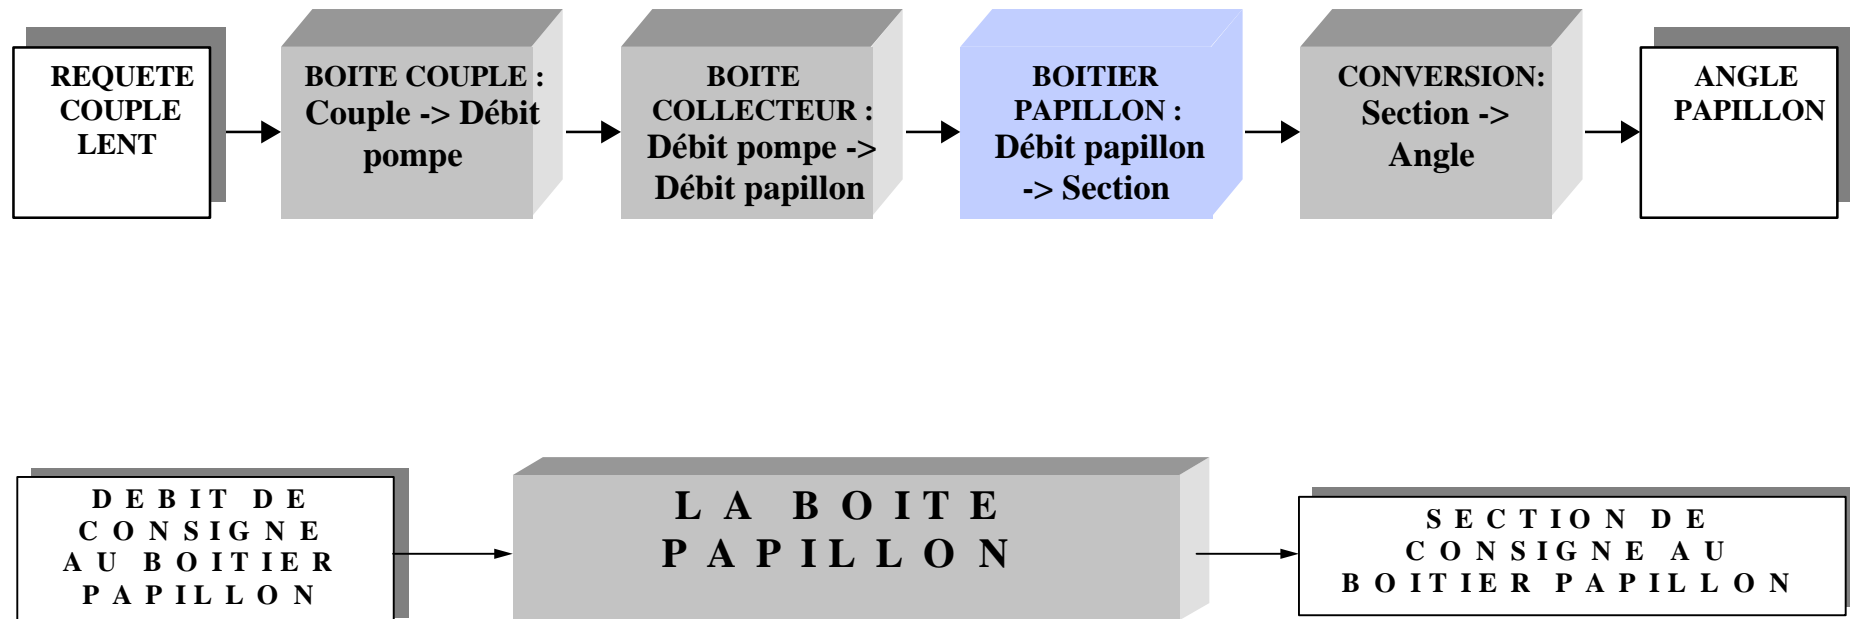 REQUETE
COUPLE
LENT
BOITE COUPLE :
Couple -> Débit
pompe
BOITE
COLLECTEUR :
Débit pompe ->
Débit papillon
BOITIER
PAPILLON :
Débit papillon
-> Section
CONVERSION:
Section ->
Angle
ANGLE
PAPILLON
DEBIT DE
CONSIGNE
AU BOITIER
PAPILLON
LA BOITE
PAPILLON
SECTION DE
CONSIGNE AU
BOITIER PAPILLON